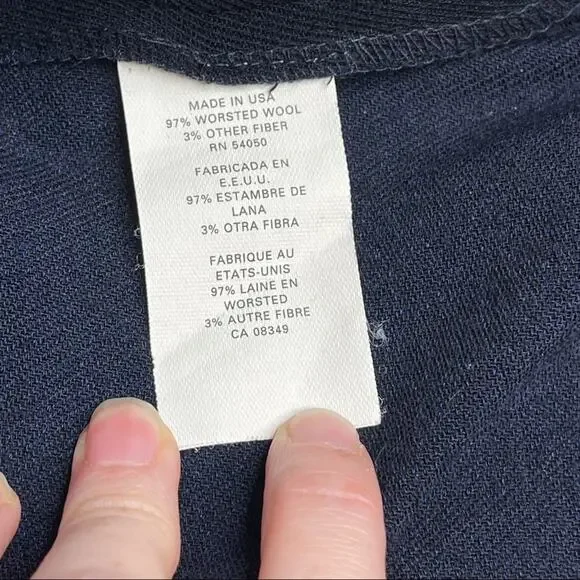 MADE IN USA
97% WORSTED WOOL
3% OTHER FIBER
RN 54050
FABRICADA EN
E.E.U.U.
97% ESTAMBRE DE
LANA
3% OTRA FIBRA
FABRIQUE AU
ETATS-UNIS
97% LAINE EN
WORSTED
3% AUTRE FIBRE
CA 08349